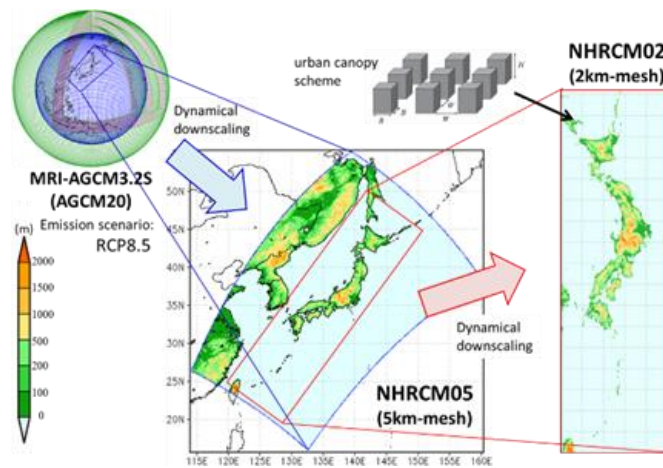 urban canopy
scheme
H
B
B
w
w
NHRCM02
(2km-mesh)
Dynamical
downscaling
MRI-AGCM3.2S
(AGCM20)
Emission scenario:
RCP8.5
(m)
2000
1500
1000
500
200
100
0
50N
45N
40N
35N
30N
25N
20N
115E 120E 125E 130E 135E 140E 145E 150E 155E 160E
Dynamical
downscaling
NHRCM05
(5km-mesh)